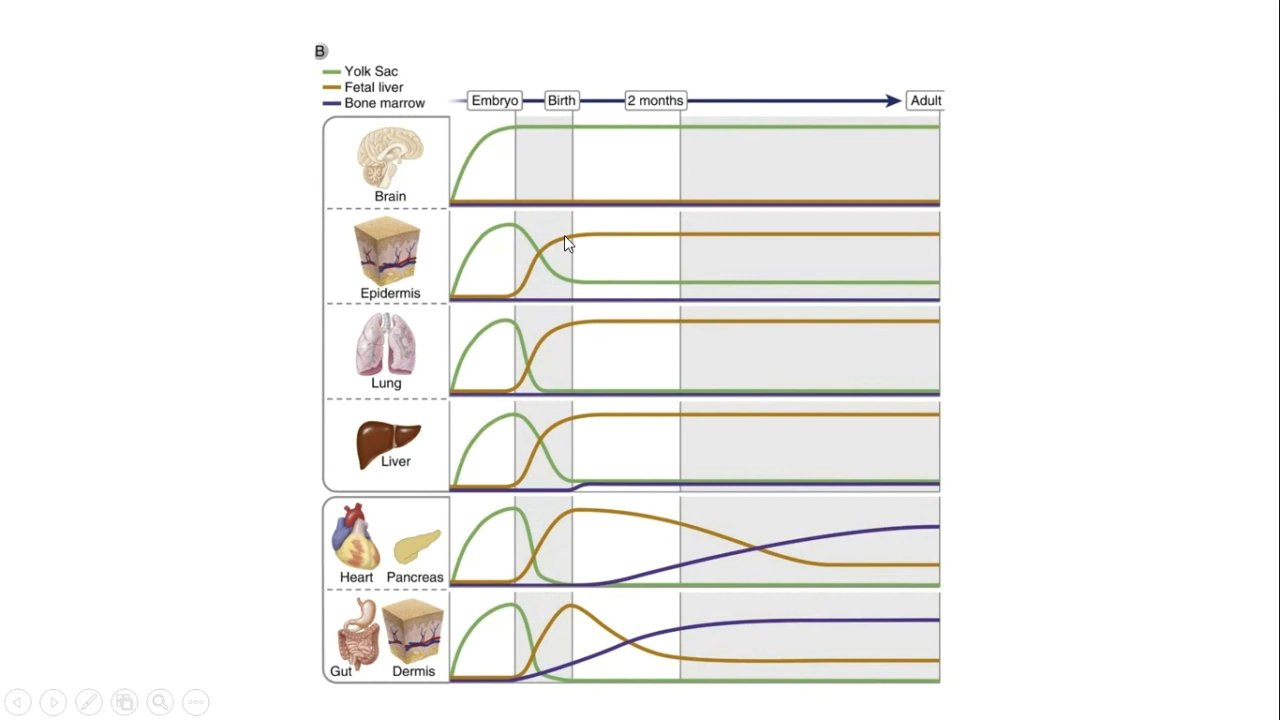 B
Yolk Sac
Fetal liver
Bone marrow
Embryo Birth 2 months Adult
Brain
Epidermis
Lung
Liver
Heart Pancreas
Gut Dermis